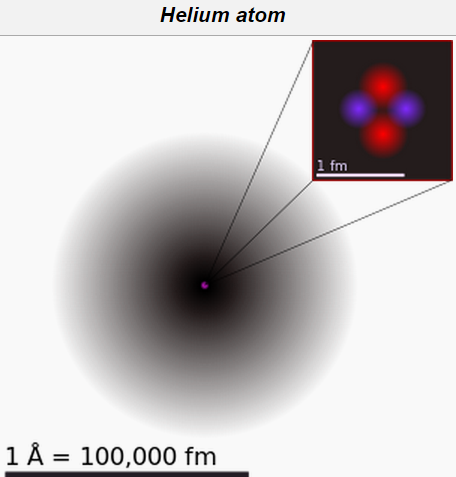 Helium atom
1 fm
1 Å = 100,000 fm